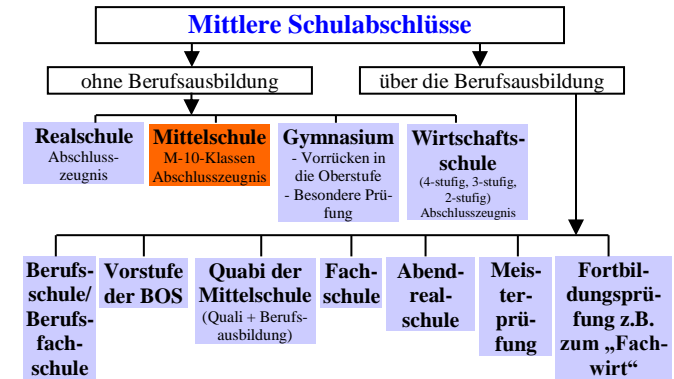 Mittlere Schulabschlüsse
ohne Berufsausbildung
über die Berufsausbildung
Realschule
Abschluss-
zeugnis
Mittelschule
M-10-Klassen
Abschlusszeugnis
Gymnasium
- Vorrücken in
die Oberstufe
- Besondere Prü-
fung
Wirtschafts-
schule
(4-stufig, 3-stufig,
2-stufig)
Abschlusszeugnis
Berufs-
schule/
Berufs-
fach-
schule
Vorstufe
der BOS
Quabi der
Mittelschule
(Quali + Berufs-
ausbildung)
Fach-
schule
Abend-
real-
schule
Meis-
ter-
prü-
fung
Fortbil-
dungsprü-
fung z.B.
zum „Fach-
wirt“